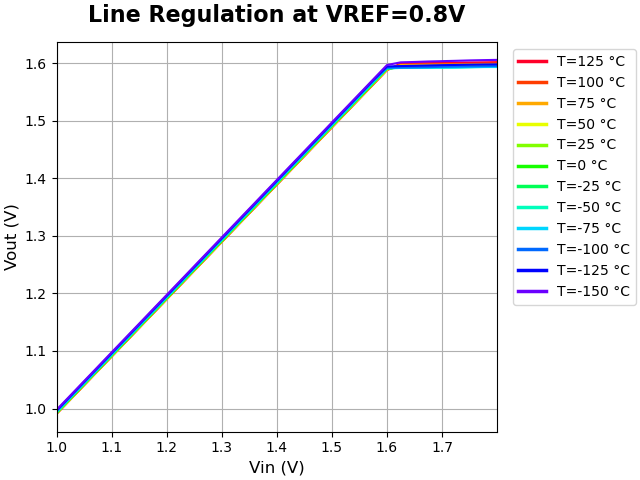 Line Regulation at VREF=0.8V
Vout (V)
1.6
1.5
1.4
1.3
1.2
1.1
1.0
1.0 1.1 1.2 1.3 1.4 1.5 1.6 1.7
Vin (V)
T=125 °C
T=100 °C
T=75 °C
T=50 °C
T=25 °C
T=0 °C
T=-25 °C
T=-50 °C
T=-75 °C
T=-100 °C
T=-125 °C
T=-150 °C